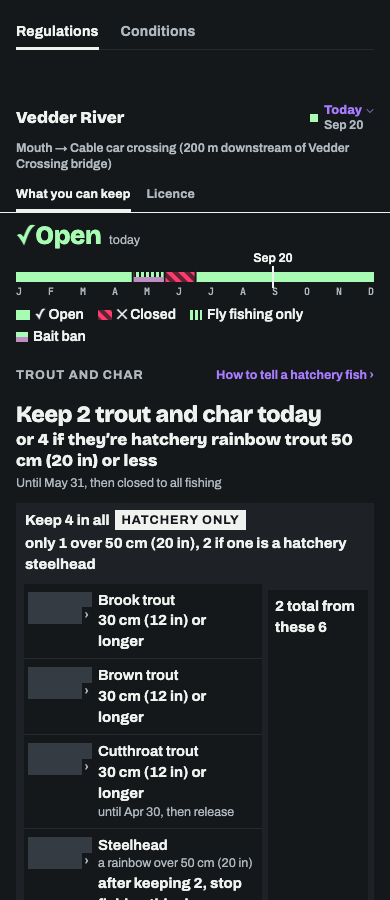 Regulations Conditions
Vedder River
Today
Sep 20
Mouth → Cable car crossing (200 m downstream of Vedder
Crossing bridge)
What you can keep Licence
✓Open today
Sep 20
J F M A M J J A S O N D
✓ Open ✕ Closed Fly fishing only
Bait ban
TROUT AND CHAR
How to tell a hatchery fish ›
Keep 2 trout and char today
or 4 if they’re hatchery rainbow trout 50
cm (20 in) or less
Until May 31, then closed to all fishing
Keep 4 in all HATCHERY ONLY
only 1 over 50 cm (20 in), 2 if one is a hatchery
steelhead
Brook trout
30 cm (12 in) or
longer
2 total from
these 6
Brown trout
30 cm (12 in) or
longer
Cutthroat trout
30 cm (12 in) or
longer
until Apr 30, then release
Steelhead
a rainbow over 50 cm (20 in)
after keeping 2, stop